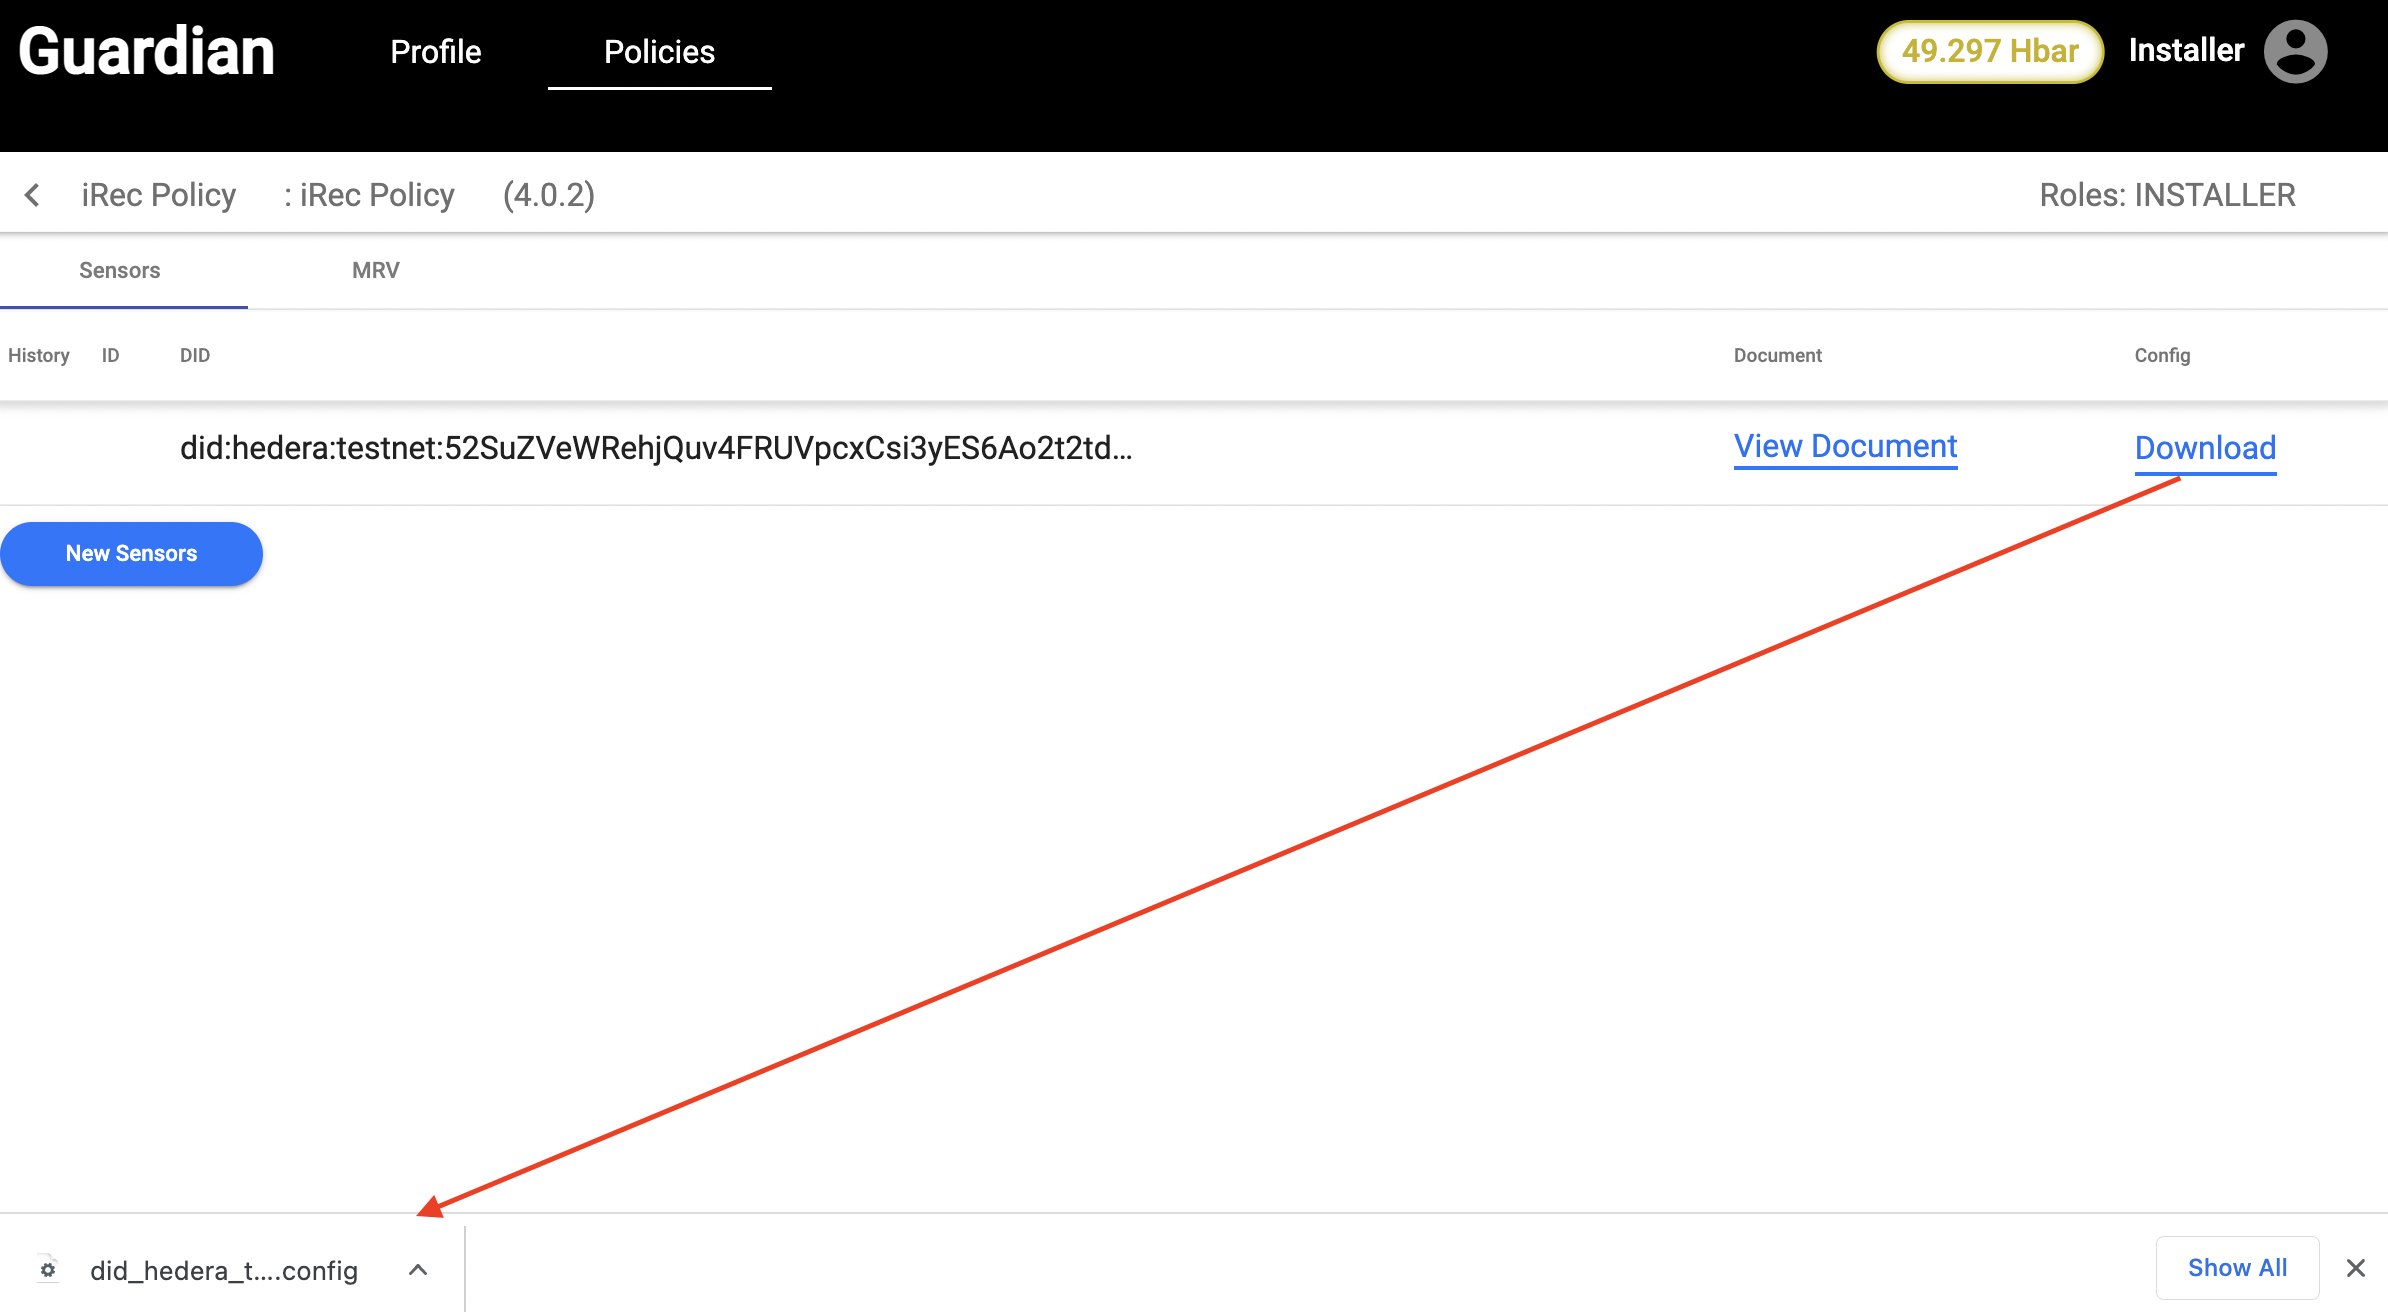 Guardian Profile Policies 49.297 Hbar Installer
iRec Policy : iRec Policy (4.0.2) Roles: INSTALLER
Sensors MRV
History ID DID Document Config
did:hedera:testnet:52SuZVeWRehjQuv4FRUVpcxCsi3yES6Ao2t2td... View Document Download
New Sensors
did_hedera_t....config Show All